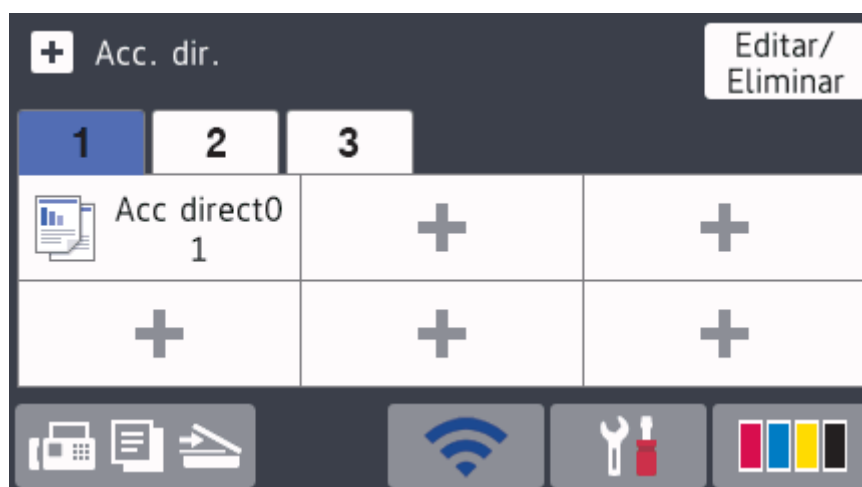 Acc. dir.
Editar/
Eliminar
1 2 3
Acc direct0
1